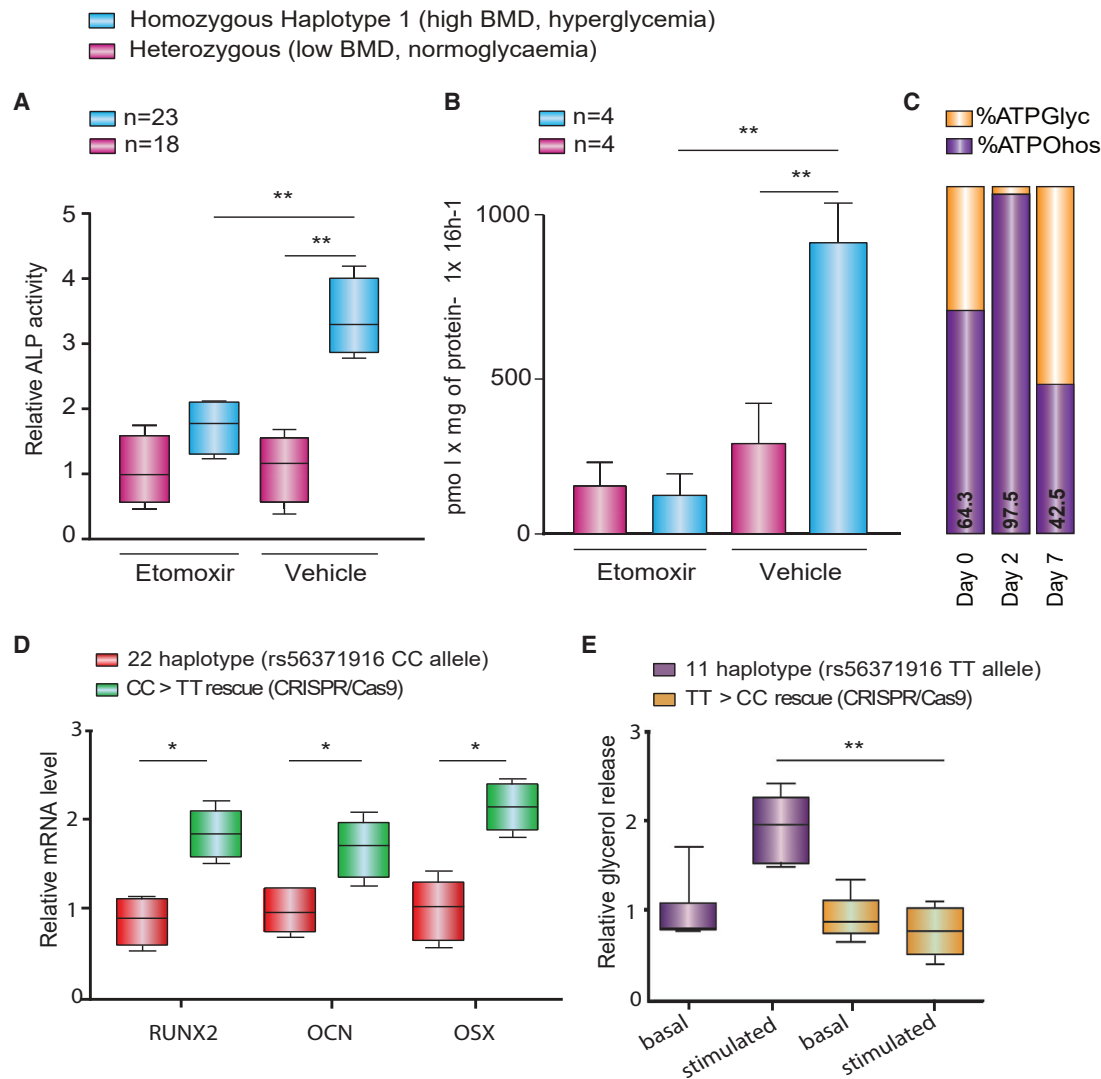 Homozygous Haplotype 1 (high BMD, hyperglycemia)
Heterozygous (low BMD, normoglycaemia)
A
n=23
n=18
Relative ALP activity
5
4
3
2
1
0
**
**
Etomoxir
Vehicle
B
n=4
n=4
pmo l x mg of protein- 1x 16h-1
1000
500
0
**
**
Etomoxir
Vehicle
C
%ATPGlyc
%ATPOhos
64.3
97.5
42.5
Day 0
Day 2
Day 7
D
22 haplotype (rs56371916 CC allele)
CC > TT rescue (CRISPR/Cas9)
Relative mRNA level
3
2
1
0
*
*
*
RUNX2
OCN
OSX
E
11 haplotype (rs56371916 TT allele)
TT > CC rescue (CRISPR/Cas9)
Relative glycerol release
3
2
1
0
**
basal
stimulated
basal
stimulated